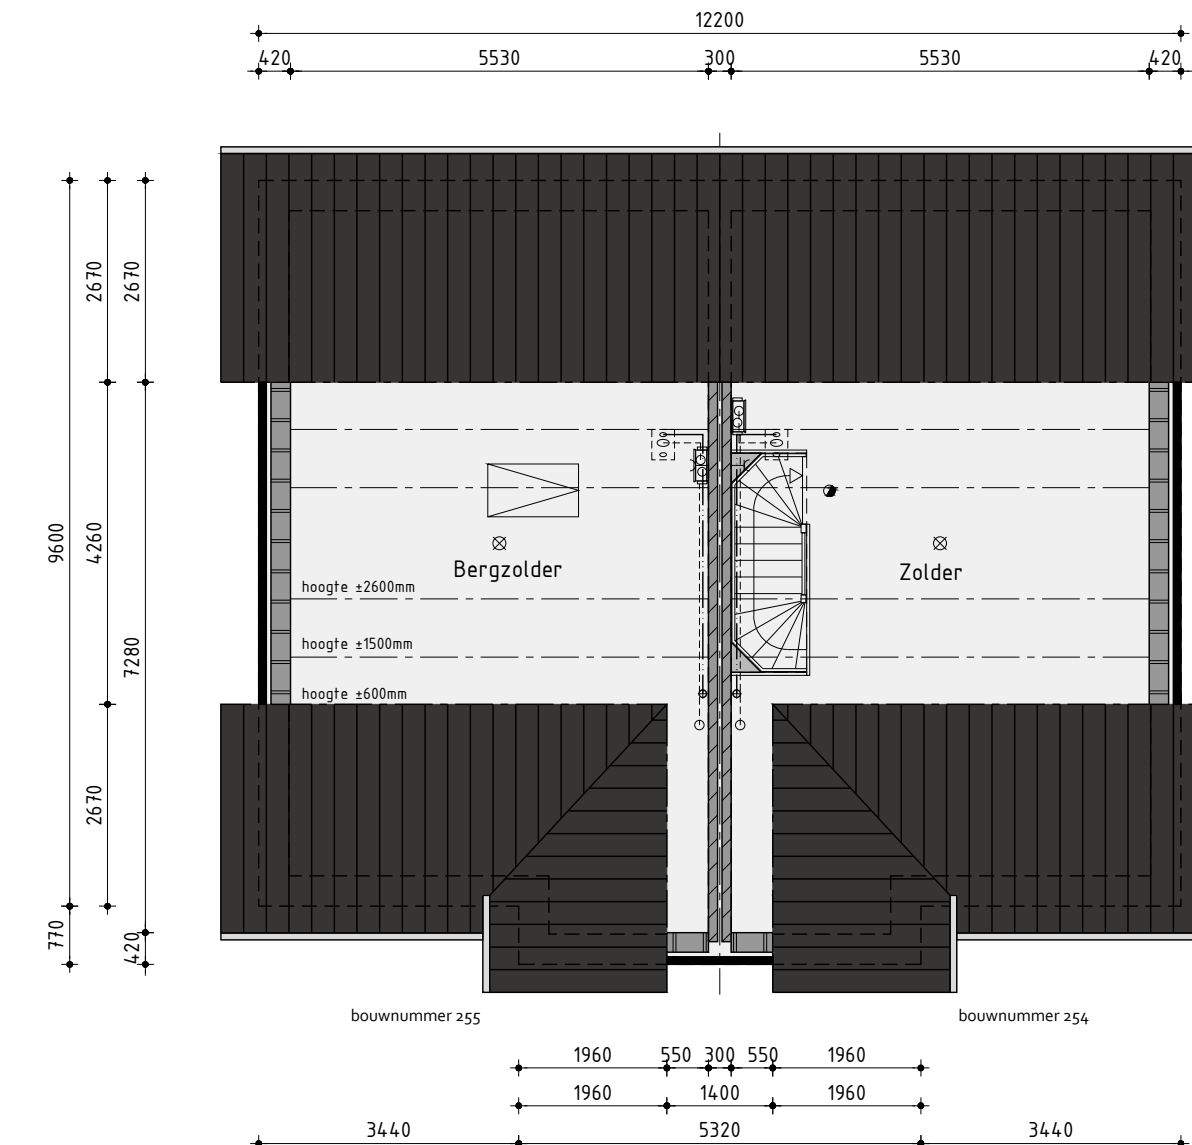 12200
420 5530 300 5530 420
2670 2670
9600 4260 7280
2670
770 420
Bergzolder
Zolder
hoogte ±2600mm
hoogte ±1500mm
hoogte ±600mm
bouwnummer 255 bouwnummer 254
1960 550 300 550 1960
1960 1400 1960
3440 5320 3440